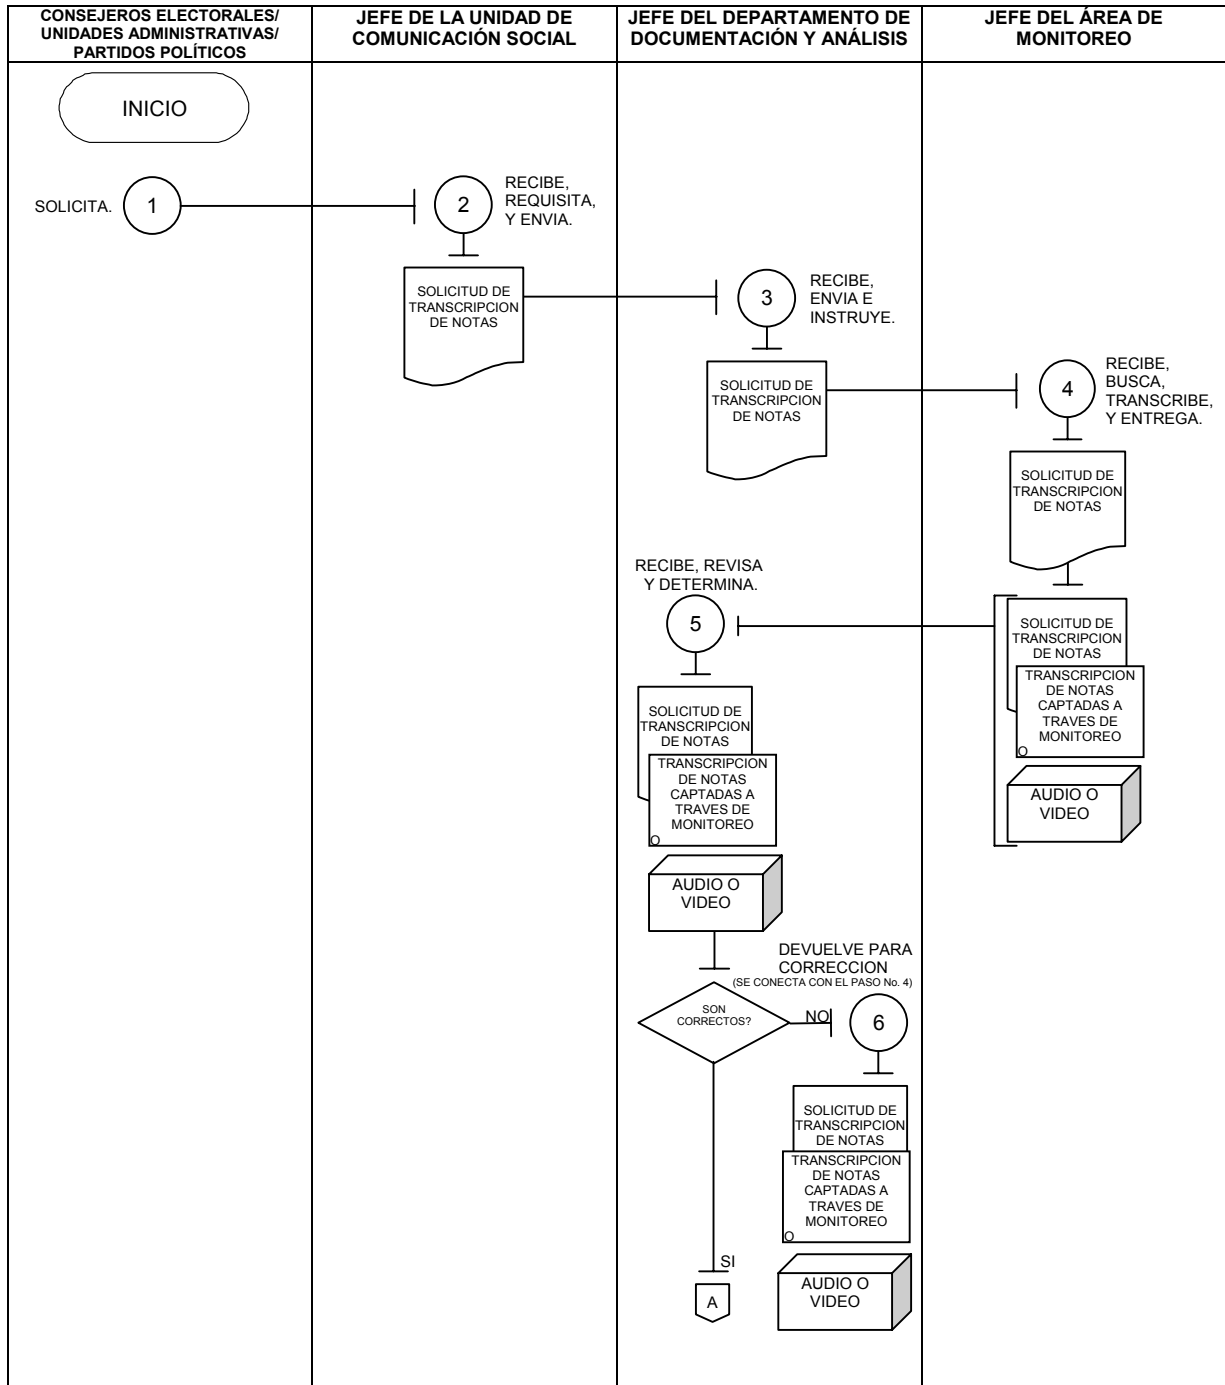 CONSEJEROS ELECTORALES/
UNIDADES ADMINISTRATIVAS/
PARTIDOS POLÍTICOS
JEFE DE LA UNIDAD DE
COMUNICACIÓN SOCIAL
JEFE DEL DEPARTAMENTO DE
DOCUMENTACIÓN Y ANÁLISIS
JEFE DEL ÁREA DE
MONITOREO
INICIO
SOLICITA.
1
2
RECIBE,
REQUISITA,
Y ENVIA.
SOLICITUD DE
TRANSCRIPCION
DE NOTAS
3
RECIBE,
ENVIA E
INSTRUYE.
SOLICITUD DE
TRANSCRIPCION
DE NOTAS
4
RECIBE,
BUSCA,
TRANSCRIBE,
Y ENTREGA.
SOLICITUD DE
TRANSCRIPCION
DE NOTAS
SOLICITUD DE
TRANSCRIPCION
DE NOTAS
TRANSCRIPCION
DE NOTAS
CAPTADAS A
TRAVES DE
MONITOREO
O
AUDIO O
VIDEO
RECIBE, REVISA
Y DETERMINA.
5
SOLICITUD DE
TRANSCRIPCION
DE NOTAS
TRANSCRIPCION
DE NOTAS
CAPTADAS A
TRAVES DE
MONITOREO
O
AUDIO O
VIDEO
SON
CORRECTOS?
NO
DEVUELVE PARA
CORRECCION
(SE CONECTA CON EL PASO No. 4)
6
SOLICITUD DE
TRANSCRIPCION
DE NOTAS
TRANSCRIPCION
DE NOTAS
CAPTADAS A
TRAVES DE
MONITOREO
O
AUDIO O
VIDEO
SI
A